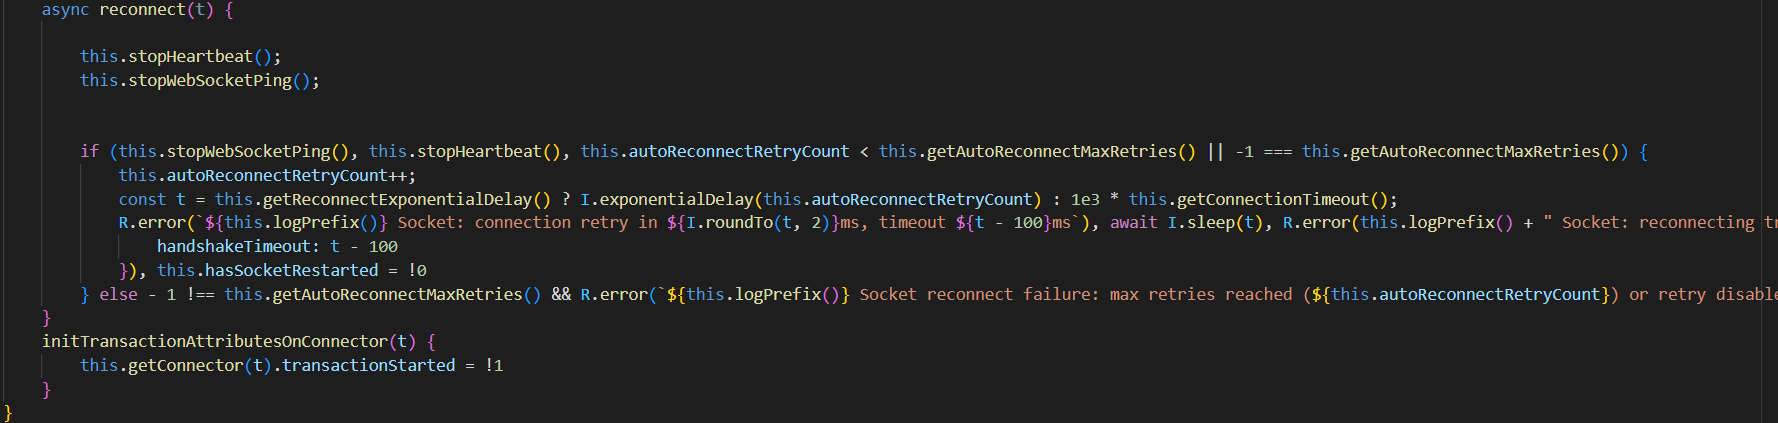 async reconnect(t) {
this.stopHeartbeat();
this.stopWebSocketPing();
if (this.stopWebSocketPing(), this.stopHeartbeat(), this.autoReconnectRetryCount < this.getAutoReconnectMaxRetries() || -1 === this.getAutoReconnectMaxRetries()) {
this.autoReconnectRetryCount++;
const t = this.getReconnectExponentialDelay() ? I.exponentialDelay(this.autoReconnectRetryCount) : 1e3 * this.getConnectionTimeout();
R.error(`${this.logPrefix()} Socket: connection retry in ${I.roundTo(t, 2)}ms, timeout ${t - 100}ms`), await I.sleep(t), R.error(this.logPrefix() + " Socket: reconnecting
handshakeTimeout: t - 100
}), this.hasSocketRestarted = !0
} else - 1 !== this.getAutoReconnectMaxRetries() && R.error(`${this.logPrefix()} Socket reconnect failure: max retries reached (${this.autoReconnectRetryCount}) or retry
}
initTransactionAttributesOnConnector(t) {
this.getConnector(t).transactionStarted = !1
}
}